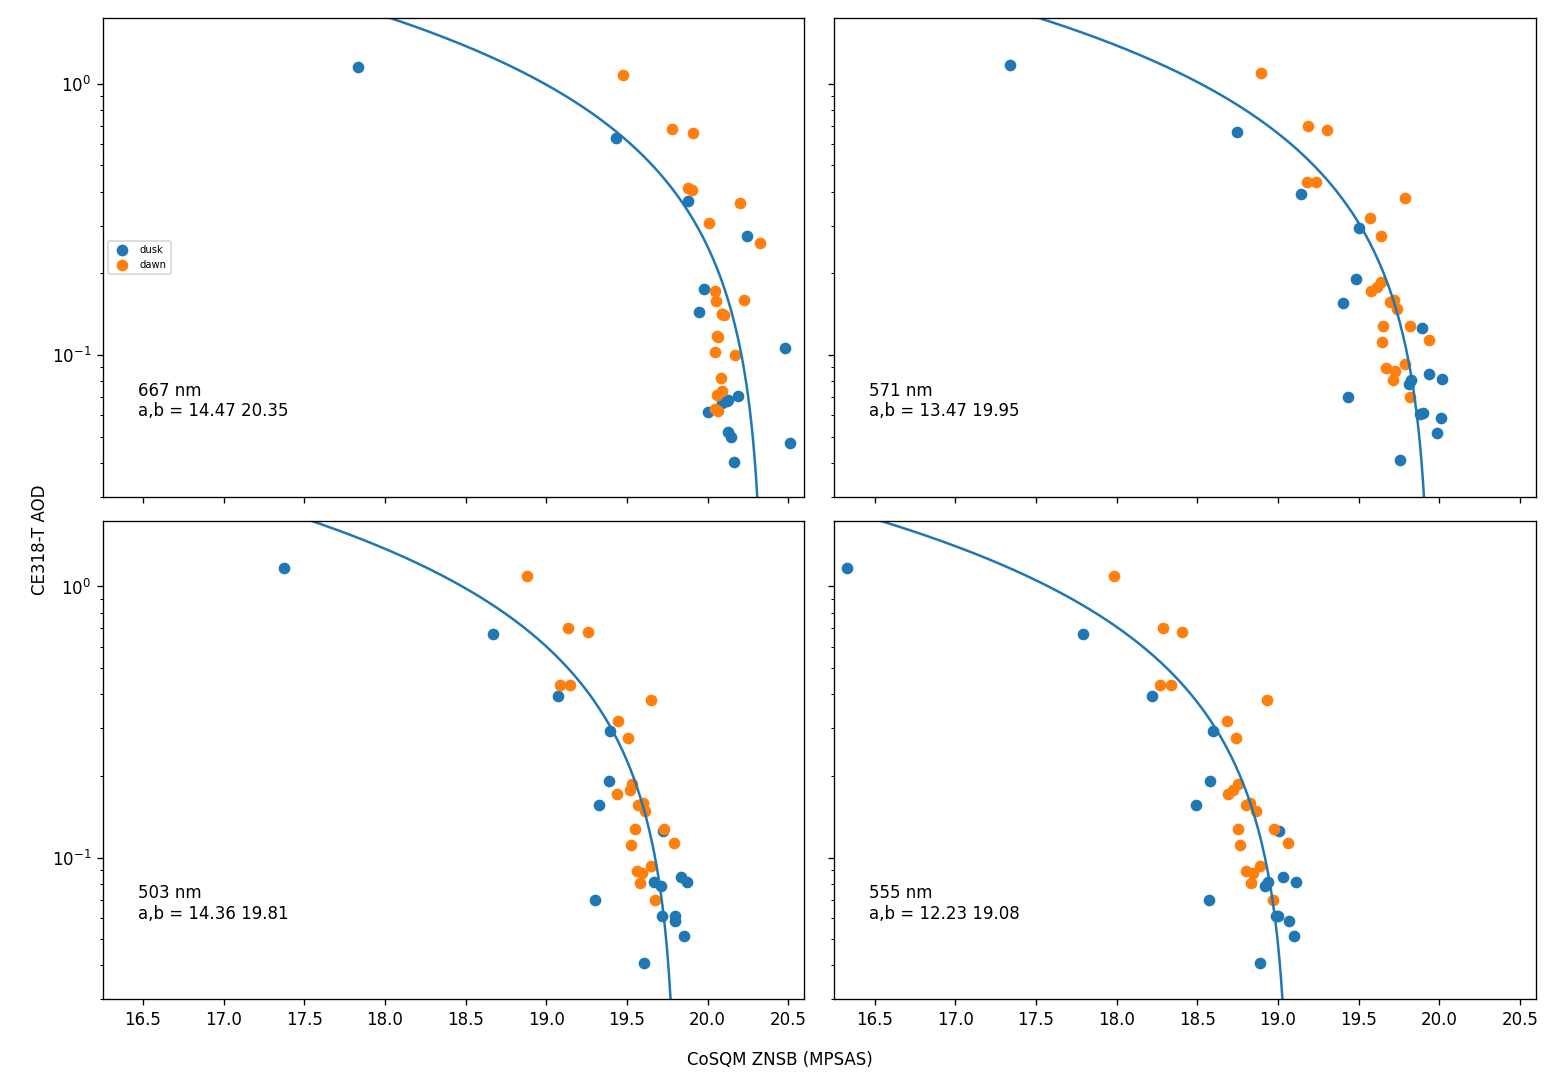 10⁰
10⁻¹
dusk
dawn
667 nm
a,b = 14.47 20.35
571 nm
a,b = 13.47 19.95
CE318-T AOD
10⁰
10⁻¹
503 nm
a,b = 14.36 19.81
555 nm
a,b = 12.23 19.08
16.5 17.0 17.5 18.0 18.5 19.0 19.5 20.0 20.5
16.5 17.0 17.5 18.0 18.5 19.0 19.5 20.0 20.5
CoSQM ZNSB (MPSAS)